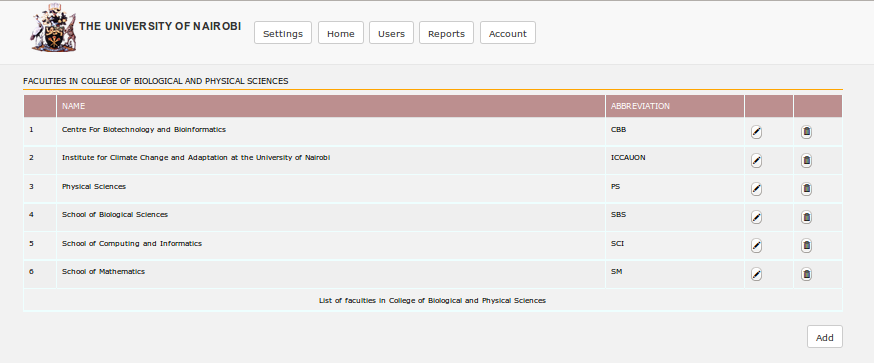 THE UNIVERSITY OF NAIROBI
Settings Home Users Reports Account
FACULTIES IN COLLEGE OF BIOLOGICAL AND PHYSICAL SCIENCES
NAME ABBREVIATION
1 Centre For Biotechnology and Bioinformatics CBB
2 Institute for Climate Change and Adaptation at the University of Nairobi ICCAUON
3 Physical Sciences PS
4 School of Biological Sciences SBS
5 School of Computing and Informatics SCI
6 School of Mathematics SM
List of faculties in College of Biological and Physical Sciences
Add